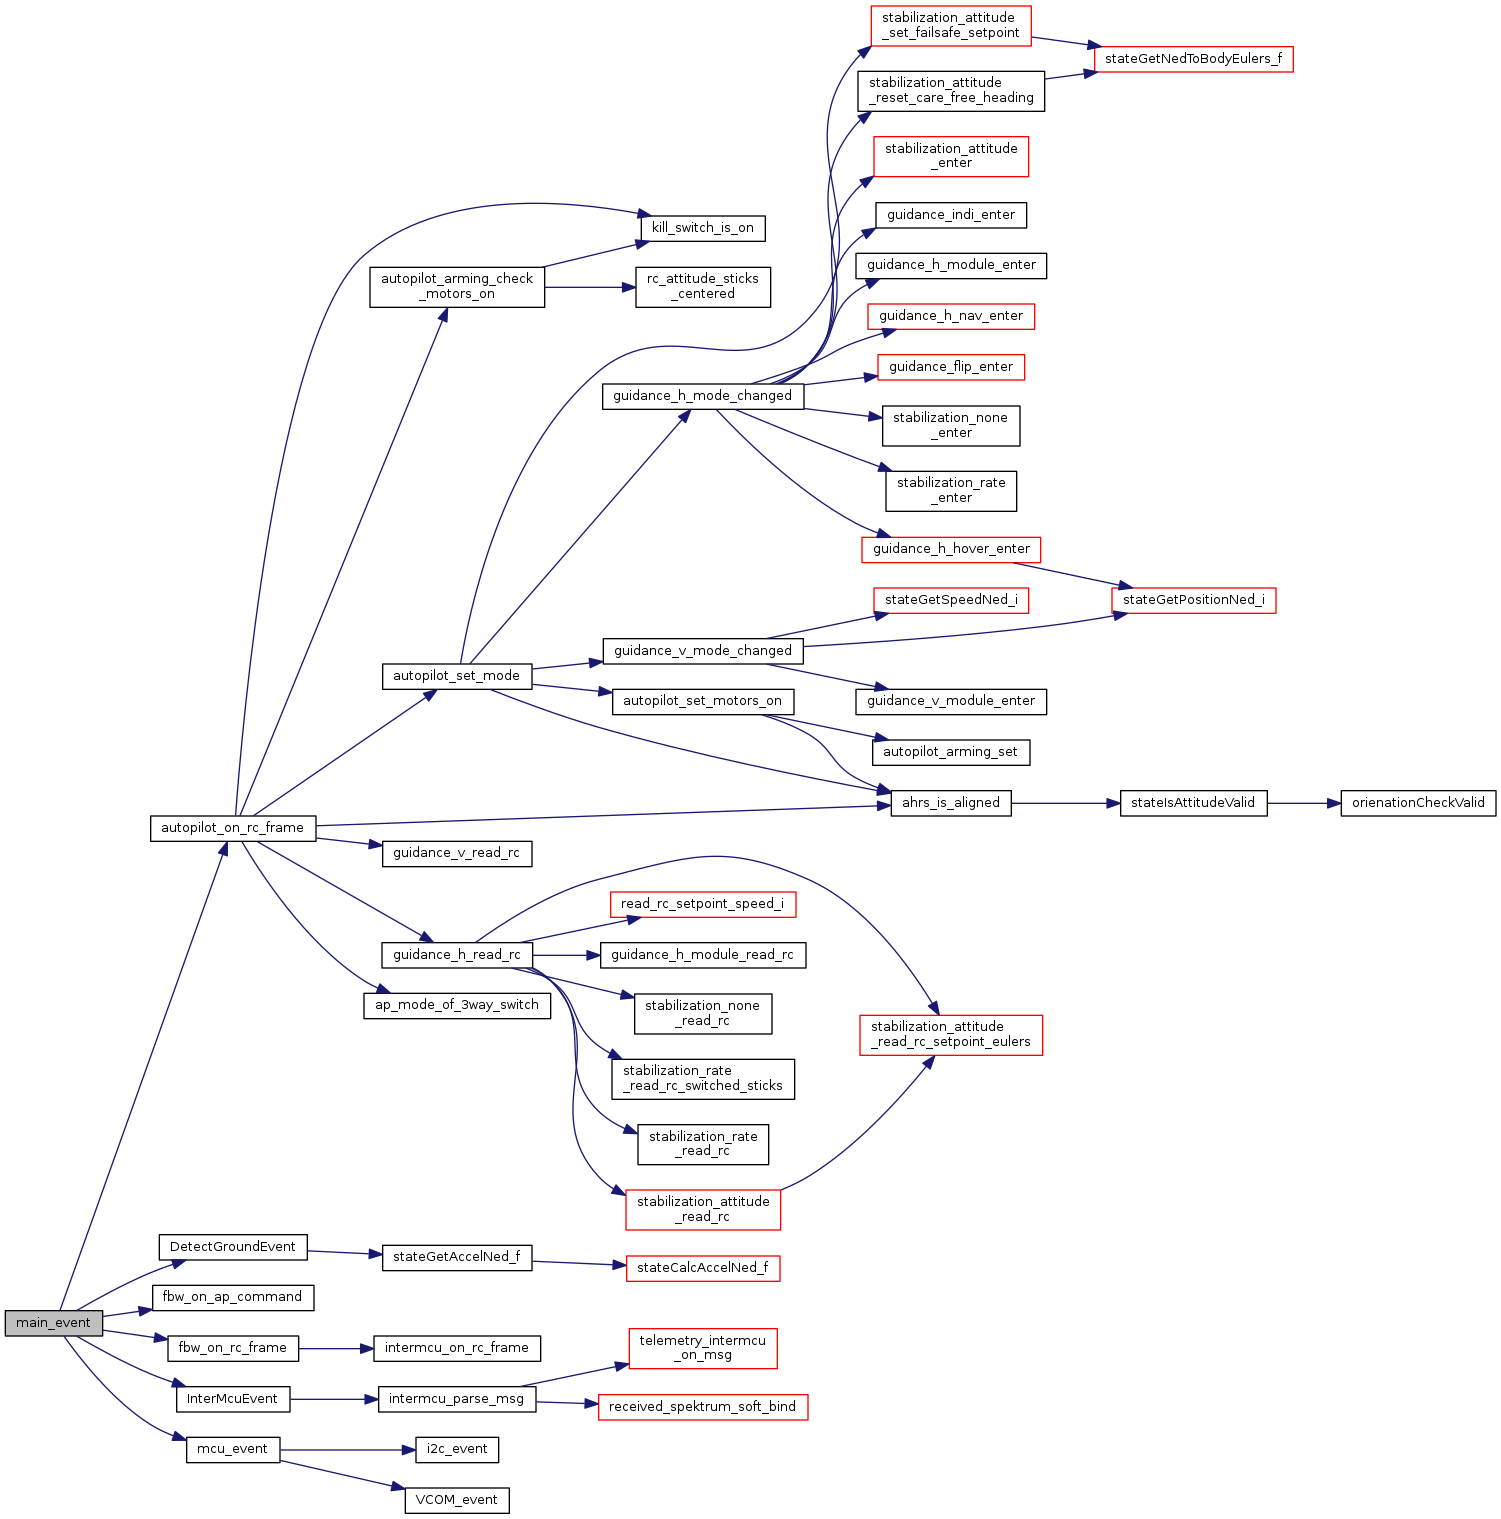 stabilization_attitude
_set_failsafe_setpoint
stateGetNedToBodyEulers_f
stabilization_attitude
_reset_care_free_heading
stabilization_attitude
_enter
guidance_indi_enter
kill_switch_is_on
guidance_h_module_enter
autopilot_arming_check
_motors_on
rc_attitude_sticks
_centered
guidance_h_nav_enter
guidance_flip_enter
guidance_h_mode_changed
stabilization_none
_enter
stabilization_rate
_enter
guidance_h_hover_enter
stateGetSpeedNed_i
stateGetPositionNed_i
guidance_v_mode_changed
autopilot_set_mode
autopilot_set_motors_on
guidance_v_module_enter
autopilot_arming_set
ahrs_is_aligned
stateIsAttitudeValid
orienationCheckValid
autopilot_on_rc_frame
guidance_v_read_rc
read_rc_setpoint_speed_i
guidance_h_read_rc
guidance_h_module_read_rc
ap_mode_of_3way_switch
stabilization_none
_read_rc
stabilization_attitude
_read_rc_setpoint_eulers
stabilization_rate
_read_rc_switched_sticks
stabilization_rate
_read_rc
stabilization_attitude
_read_rc
DetectGroundEvent
stateGetAccelNed_f
stateCalcAccelNed_f
fbw_on_ap_command
main_event
fbw_on_rc_frame
intermcu_on_rc_frame
telemetry_intermcu
_on_msg
InterMcuEvent
intermcu_parse_msg
received_spektrum_soft_bind
mcu_event
i2c_event
VCOM_event